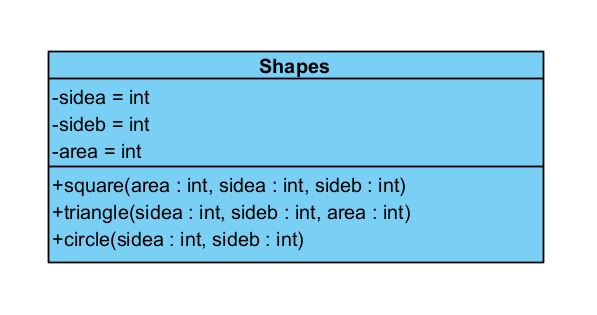 Shapes
-sidea = int
-sideb = int
-area = int
+square(area : int, sidea : int, sideb : int)
+triangle(sidea : int, sideb : int, area : int)
+circle(sidea : int, sideb : int)